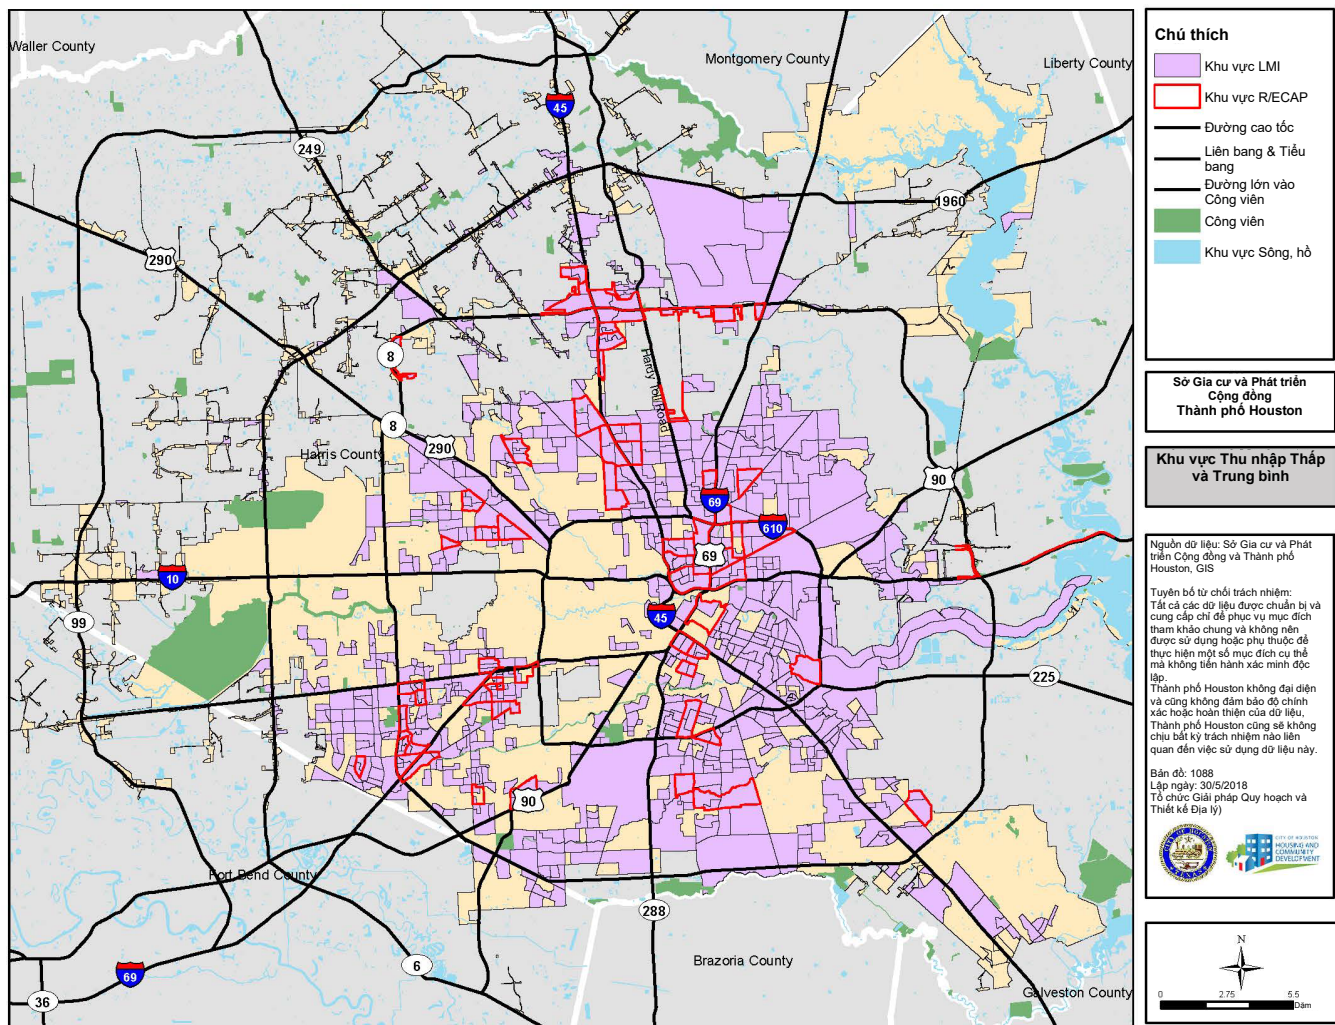 Waller County
Montgomery County
Liberty County
45
249
1960
290
8
Hardy Toll Road
8
290
Harris County
90
69
610
69
10
45
99
225
90
Fort Bend County
288
Brazoria County
6
69
36
Galveston County
Chú thích
Khu vực LMI
Khu vực R/ECAP
Đường cao tốc
Liên bang & Tiểu
bang
Đường lớn vào
Công viên
Công viên
Khu vực Sông, hồ
Sở Gia cư và Phát triển
Cộng đồng
Thành phố Houston
Khu vực Thu nhập Thấp
và Trung bình
Nguồn dữ liệu: Sở Gia cư và Phát
triển Cộng đồng và Thành phố
Houston, GIS
Tuyên bố từ chối trách nhiệm:
Tất cả các dữ liệu được chuẩn bị và
cung cấp chỉ để phục vụ mục đích
tham khảo chung và không nên
được sử dụng hoặc phụ thuộc để
thực hiện một số mục đích cụ thể
mà không tiến hành xác minh độc
lập.
Thành phố Houston không đại diện
và cũng không đảm bảo độ chính
xác hoặc hoàn thiện của dữ liệu,
Thành phố Houston cũng sẽ không
chịu bất kỳ trách nhiệm nào liên
quan đến việc sử dụng dữ liệu này.
Bản đồ: 1088
Lập ngày: 30/5/2018
Tổ chức Giải pháp Quy hoạch và
Thiết kế Địa lý)
CITY OF HOUSTON
HOUSING AND
COMMUNITY
DEVELOPMENT
N
0 2.75 5.5
Dặm